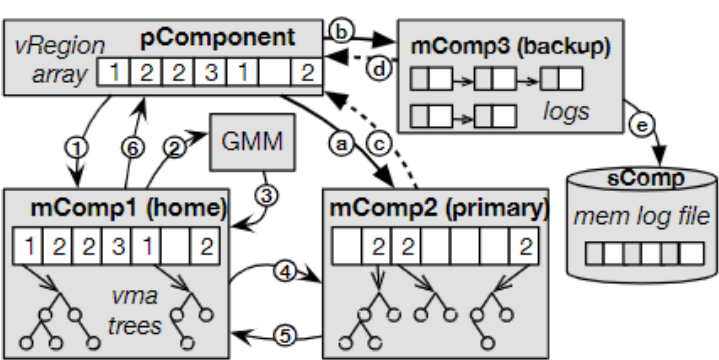 pComponent
vRegion
array
1 2 2 3 1 2
b
d
mComp3 (backup)
logs
1
6
2
GMM
3
a
c
e
sComp
mem log file
mComp1 (home)
1 2 2 3 1 2
vma
trees
4
5
mComp2 (primary)
2 2 2